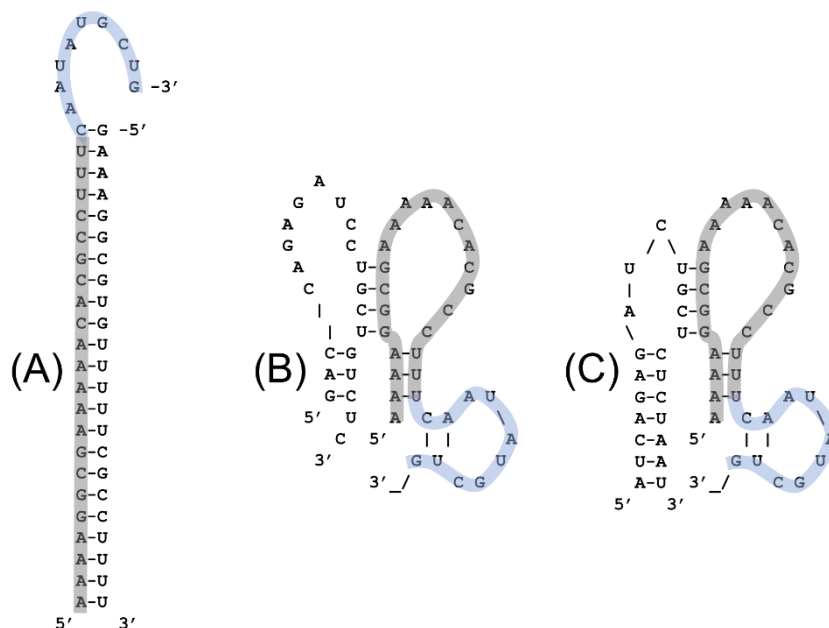 (A)
U G
A C
U U
A G –3′
A
C–G –5′
U–A
U–A
U–A
C–G
C–G
G–C
C–G
A–U
C–G
A–U
A–U
A–U
A–U
A–U
G–C
C–G
G–C
G–C
A–U
A–U
A–U
A–U
5′ 3′
(B)
A
G U A A A
A C A C
G C A A
A U–G C
C G–C G
C–G C
U–G C
C–G A–U
A–U A–U
G–C A–U A U
5′ U A C–A A
C 5′ G U U
3′ 3′ C G
(C)
A A A
C A C
U U–G A C
G–C G
A C–G C
U–G C
G–C A–U
A–U A–U
G–C A–U A U
A–U A C–A A
C–A 5′ G U U
U–A 3′ C G
A–U
5′ 3′